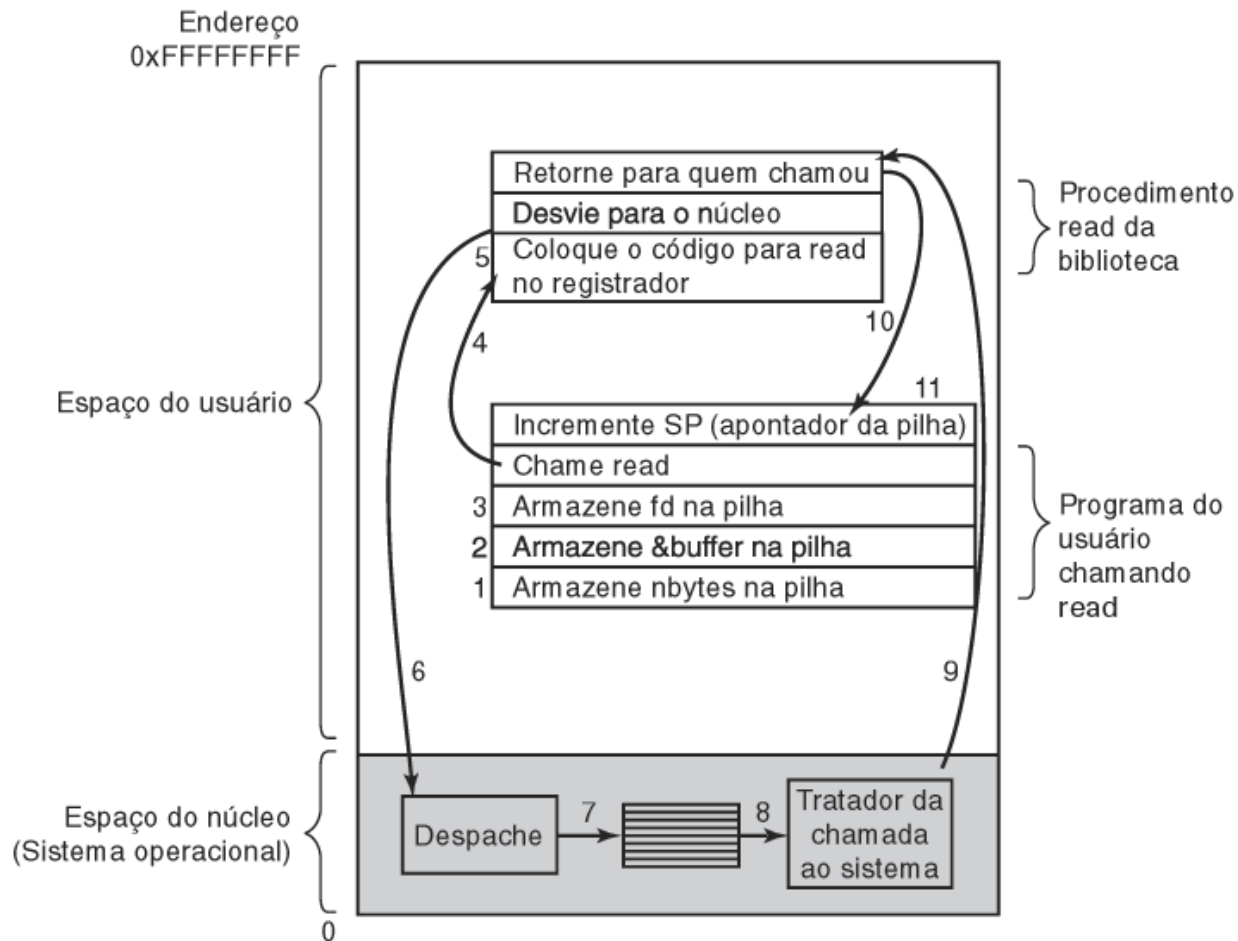 Endereço
0xFFFFFFFF
Retorne para quem chamou
Desvie para o núcleo
5
Coloque o código para read
no registrador
Procedimento
read da
biblioteca
4
10
Espaço do usuário
11
Incremente SP (apontador da pilha)
Chame read
3
Armazene fd na pilha
2
Armazene &buffer na pilha
1
Armazene nbytes na pilha
Programa do
usuário
chamando
read
6
9
Espaço do núcleo
(Sistema operacional)
Despache
7
8
Tratador da
chamada
ao sistema
0